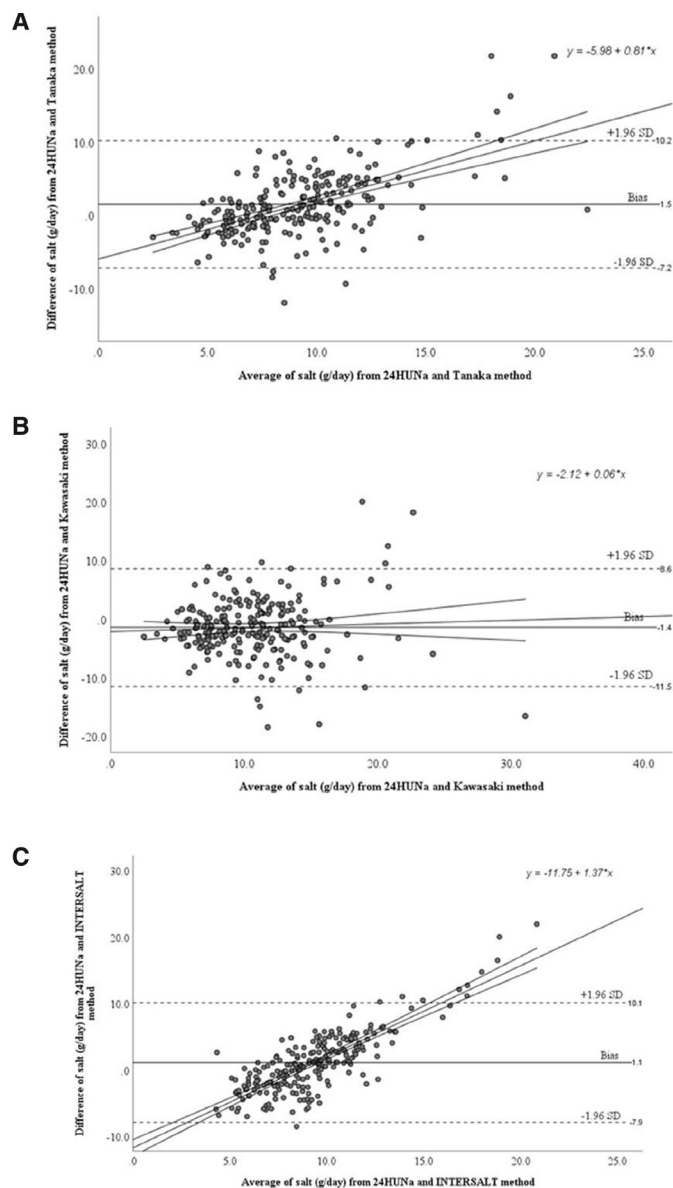 A
Difference of salt (g/day) from 24HUNa and Tanaka method
y = -5.98 + 0.81*x
20.0
+1.96 SD
10.2
10.0
Bias
1.5
.0
-1.96 SD
-7.2
-10.0
.0 5.0 10.0 15.0 20.0 25.0
Average of salt (g/day) from 24HUNa and Tanaka method
B
Difference of salt (g/day) from 24HUNa and Kawasaki method
30.0
y = -2.12 + 0.06*x
20.0
10.0
+1.96 SD
8.6
.0
Bias
-1.4
-10.0
-1.96 SD
-11.5
-20.0
.0 10.0 20.0 30.0 40.0
Average of salt (g/day) from 24HUNa and Kawasaki method
C
Difference of salt (g/day) from 24HUNa and INTERSALT
method
30.0
y = -11.75 + 1.37*x
20.0
10.0
+1.96 SD
10.1
Bias
1.1
.0
-1.96 SD
-7.9
-10.0
.0 5.0 10.0 15.0 20.0 25.0
Average of salt (g/day) from 24HUNa and INTERSALT method